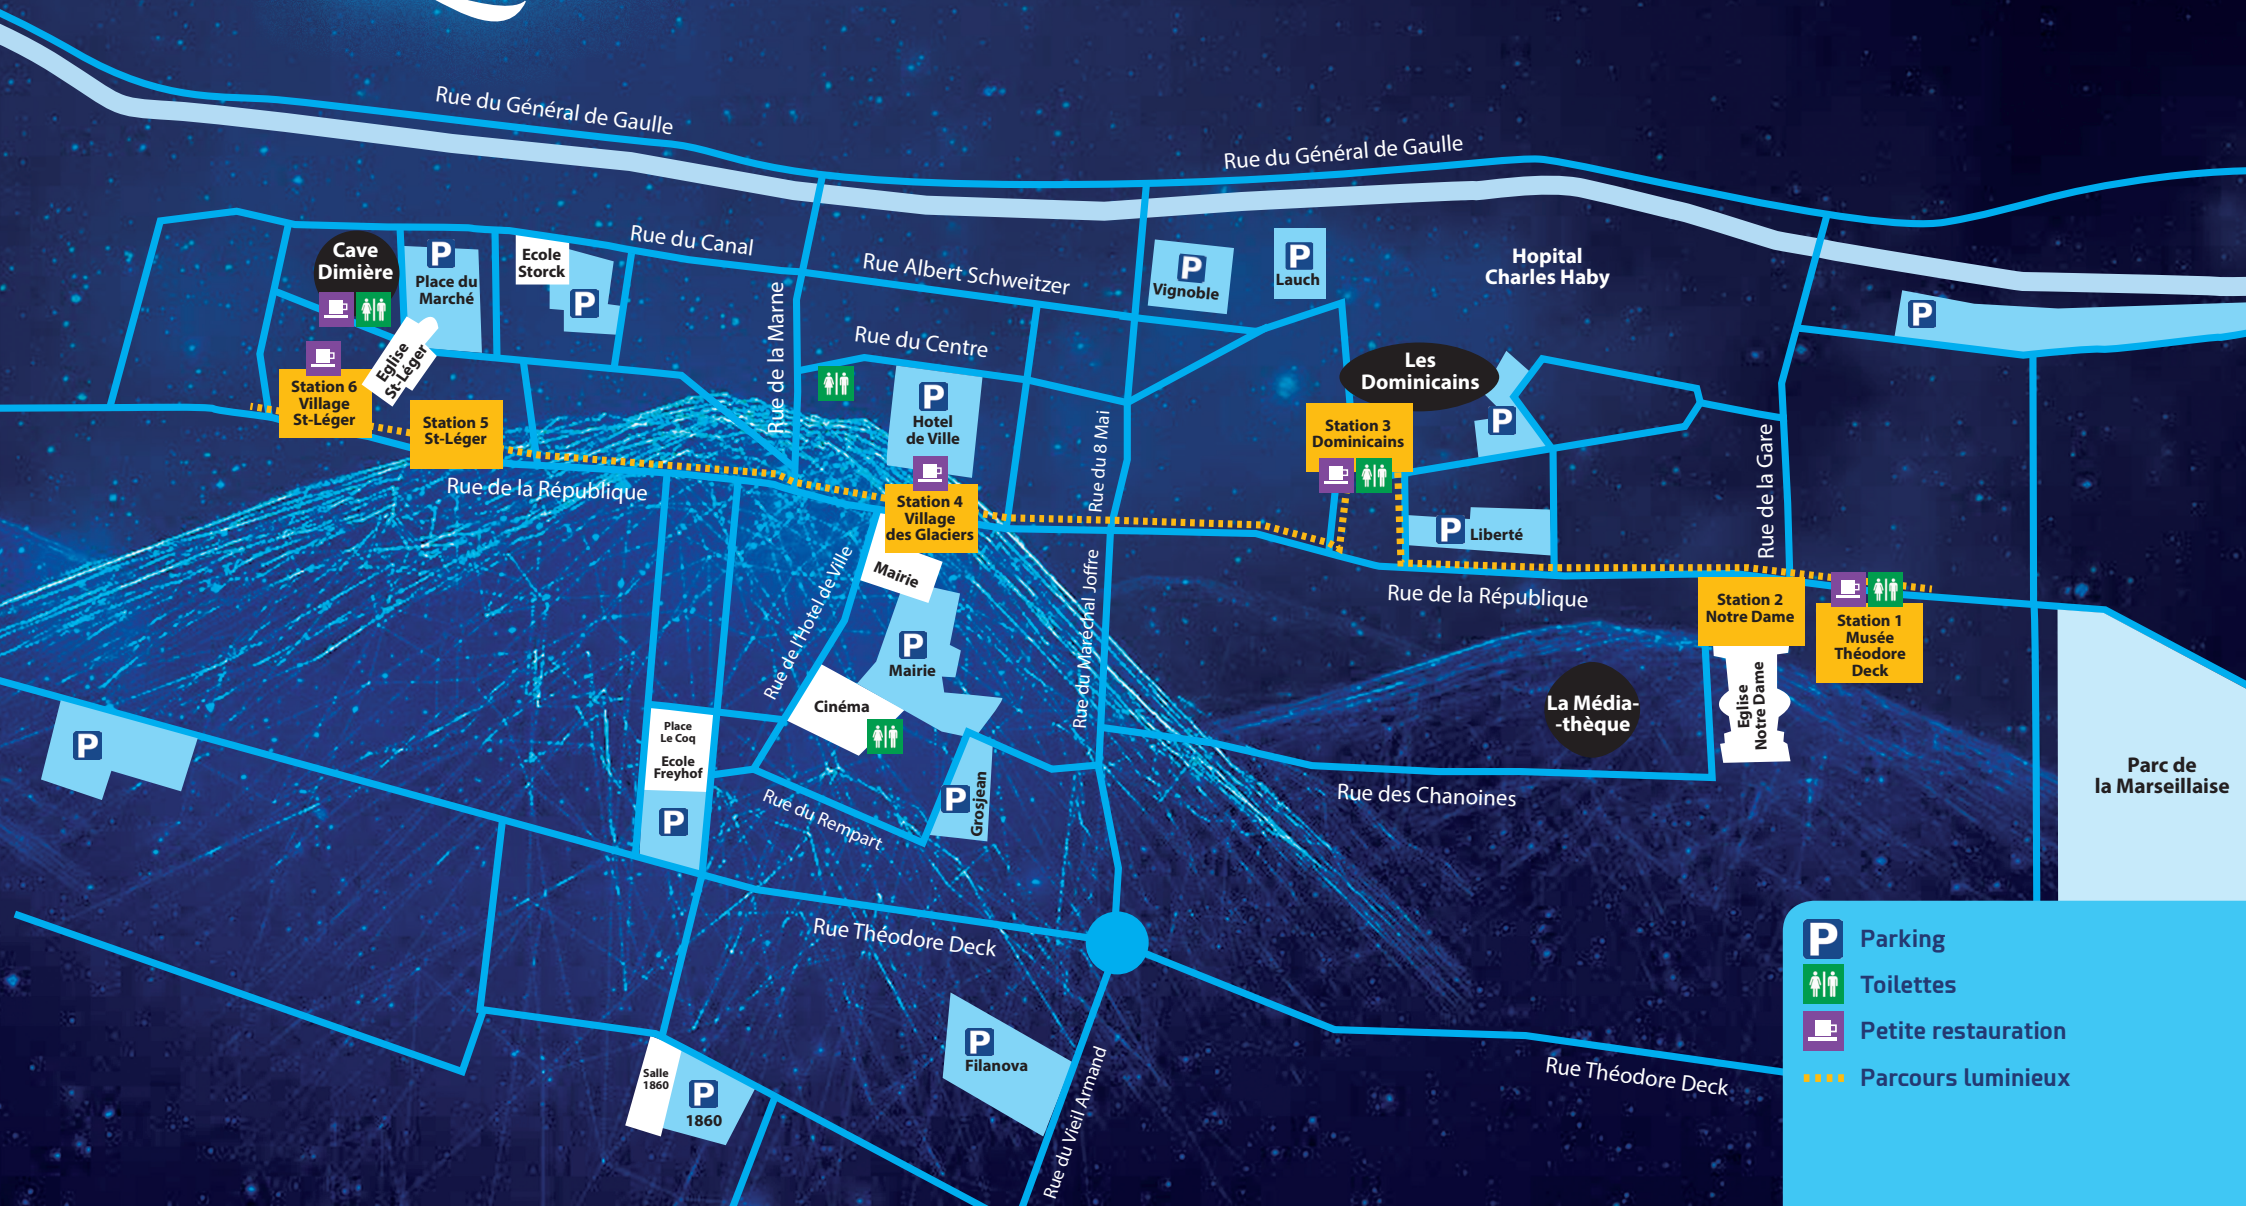 Rue du Général de Gaulle
Rue du Général de Gaulle
Cave
Dimière
P
Place du
Marché
Ecole
Storck
P
Rue du Canal
Rue Albert Schweitzer
P
Vignoble
P
Lauch
Hopital
Charles Haby
P
Eglise
St-Léger
Station 6
Village
St-Léger
Station 5
St-Léger
Rue de la République
Rue de la Marne
Rue du Centre
P
Hotel
de Ville
Station 4
Village
des Glaciers
Rue du 8 Mai
Les
Dominicains
P
Station 3
Dominicains
P
Liberté
Rue de la Gare
Rue de la République
Station 2
Notre Dame
Station 1
Musée
Théodore
Deck
Mairie
Rue de l'Hotel de Ville
P
Mairie
Rue du Maréchal Joffre
Cinéma
P
Place
Le Coq
Ecole
Freyhof
P
Rue du Rempart
P
Grosjean
La Média-
-thèque
Eglise
Notre Dame
Rue des Chanoines
Parc de
la Marseillaise
Rue Théodore Deck
P
Filanova
Rue du Vieil Armand
Salle
1860
P
1860
Rue Théodore Deck
P Parking
Toilettes
Petite restauration
Parcours luminieux